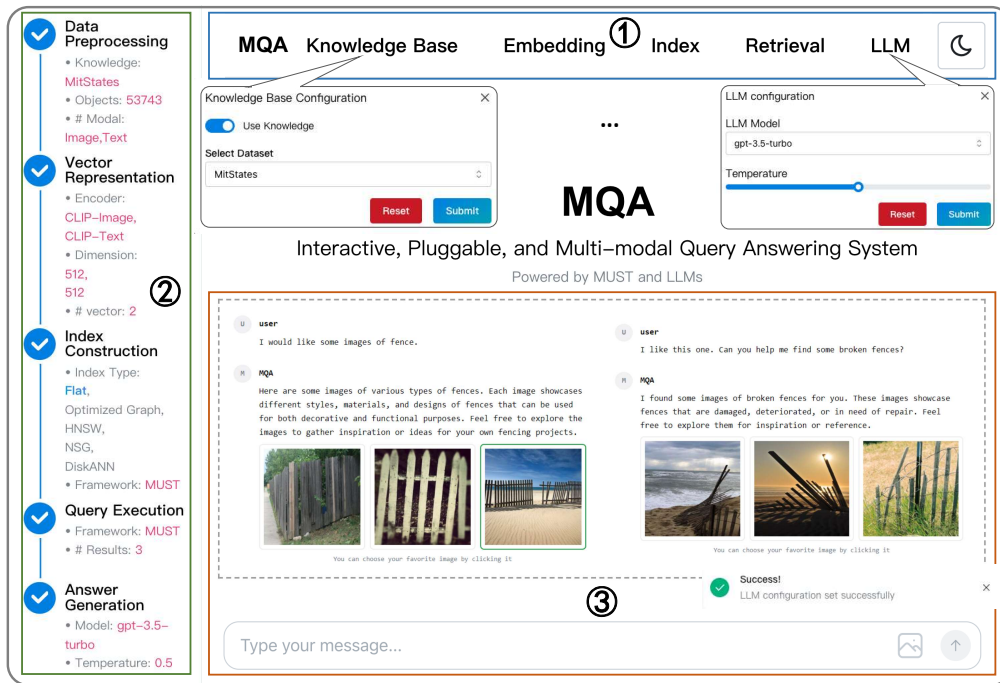 Data
Preprocessing
• Knowledge:
MitStates
• Objects: 53743
• # Modal:
Image,Text
Vector
Representation
• Encoder:
CLIP-Image,
CLIP-Text
• Dimension:
512,
512
• # vector: 2
②
Index
Construction
• Index Type:
Flat,
Optimized Graph,
HNSW,
NSG,
DiskANN
• Framework: MUST
Query Execution
• Framework: MUST
• # Results: 3
Answer
Generation
• Model: gpt-3.5-
turbo
• Temperature: 0.5
MQA Knowledge Base Embedding ① Index Retrieval LLM
Knowledge Base Configuration
Use Knowledge
Select Dataset
MitStates
Reset Submit
...
LLM configuration
LLM Model
gpt-3.5-turbo
Temperature
Reset Submit
MQA
Interactive, Pluggable, and Multi-modal Query Answering System
Powered by MUST and LLMs
U user
I would like some images of fence.
M MQA
Here are some images of various types of fences. Each image showcases
different styles, materials, and designs of fences that can be used
for both decorative and functional purposes. Feel free to explore the
images to gather inspiration or ideas for your own fencing projects.
You can choose your favorite image by clicking it
U user
I like this one. Can you help me find some broken fences?
M MQA
I found some images of broken fences for you. These images showcase
fences that are damaged, deteriorated, or in need of repair. Feel
free to explore them for inspiration or reference.
You can choose your favorite image by clicking it
Success!
LLM configuration set successfully
③
Type your message...